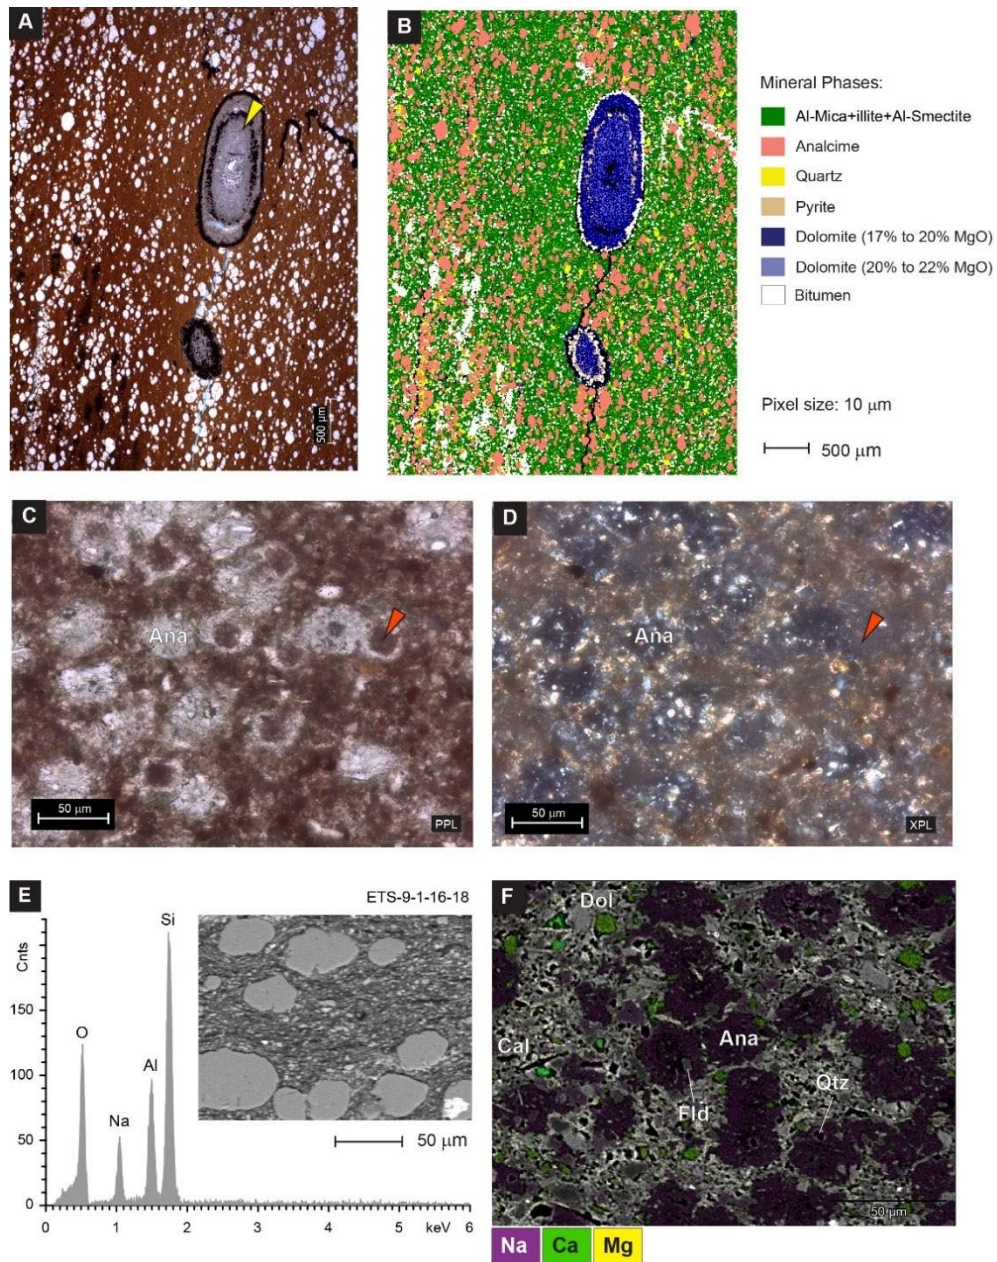 A
500 µm
B
Mineral Phases:
Al-Mica+illite+Al-Smectite
Analcime
Quartz
Pyrite
Dolomite (17% to 20% MgO)
Dolomite (20% to 22% MgO)
Bitumen
Pixel size: 10 µm
500 µm
C
Ana
50 µm
PPL
D
Ana
50 µm
XPL
E
ETS-9-1-16-18
Cnts
150
100
50
0
O
Na
Al
Si
50 µm
0 1 2 3 4 5 6
keV
F
Dol
Cal
Ana
Fld
Qtz
50 µm
Na Ca Mg